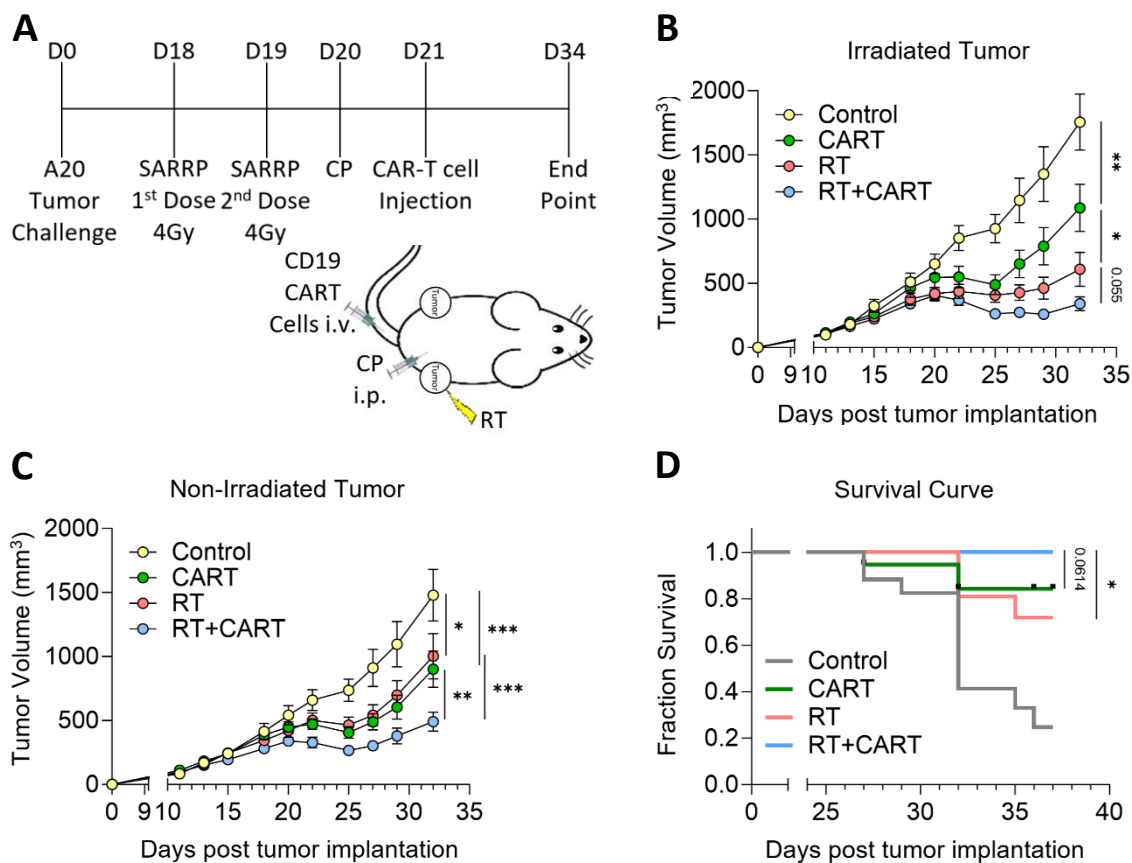 A
D0 D18 D19 D20 D21 D34
A20 Tumor Challenge
SARRP 1st Dose 4Gy
SARRP 2nd Dose 4Gy
CP
CAR-T cell Injection
End Point
CD19 CART Cells i.v.
CP i.p.
Tumor
Tumor
RT
B
Irradiated Tumor
Tumor Volume (mm³)
2000
1500
1000
500
0
Control
CART
RT
RT+CART
**
*
0.055
0 9 10 15 20 25 30 35
Days post tumor implantation
C
Non-Irradiated Tumor
Tumor Volume (mm³)
2000
1500
1000
500
0
Control
CART
RT
RT+CART
*
***
**
***
0 9 10 15 20 25 30 35
Days post tumor implantation
D
Survival Curve
Fraction Survival
1.0
0.8
0.6
0.4
0.2
0.0
Control
CART
RT
RT+CART
0.0614
*
0 25 30 35 40
Days post tumor implantation